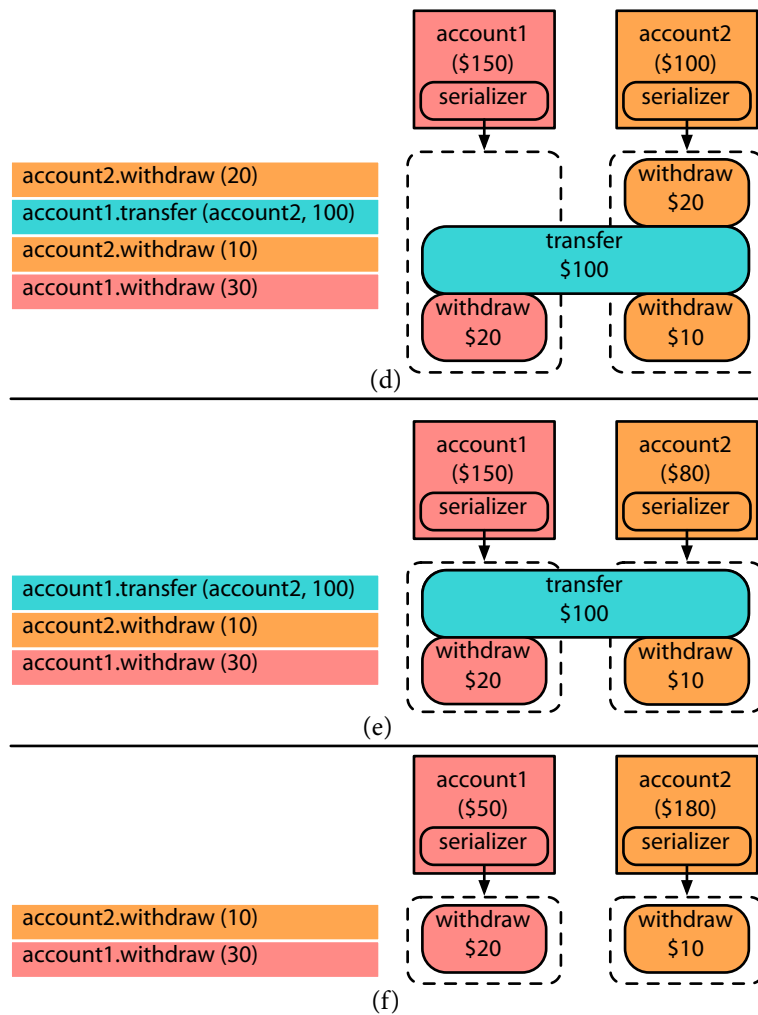 account1
($150)
serializer
account2
($100)
serializer
account2.withdraw (20)
account1.transfer (account2, 100)
account2.withdraw (10)
account1.withdraw (30)
withdraw
$20
transfer
$100
withdraw
$20
withdraw
$10
(d)
account1
($150)
serializer
account2
($80)
serializer
account1.transfer (account2, 100)
account2.withdraw (10)
account1.withdraw (30)
transfer
$100
withdraw
$20
withdraw
$10
(e)
account1
($50)
serializer
account2
($180)
serializer
account2.withdraw (10)
account1.withdraw (30)
withdraw
$20
withdraw
$10
(f)